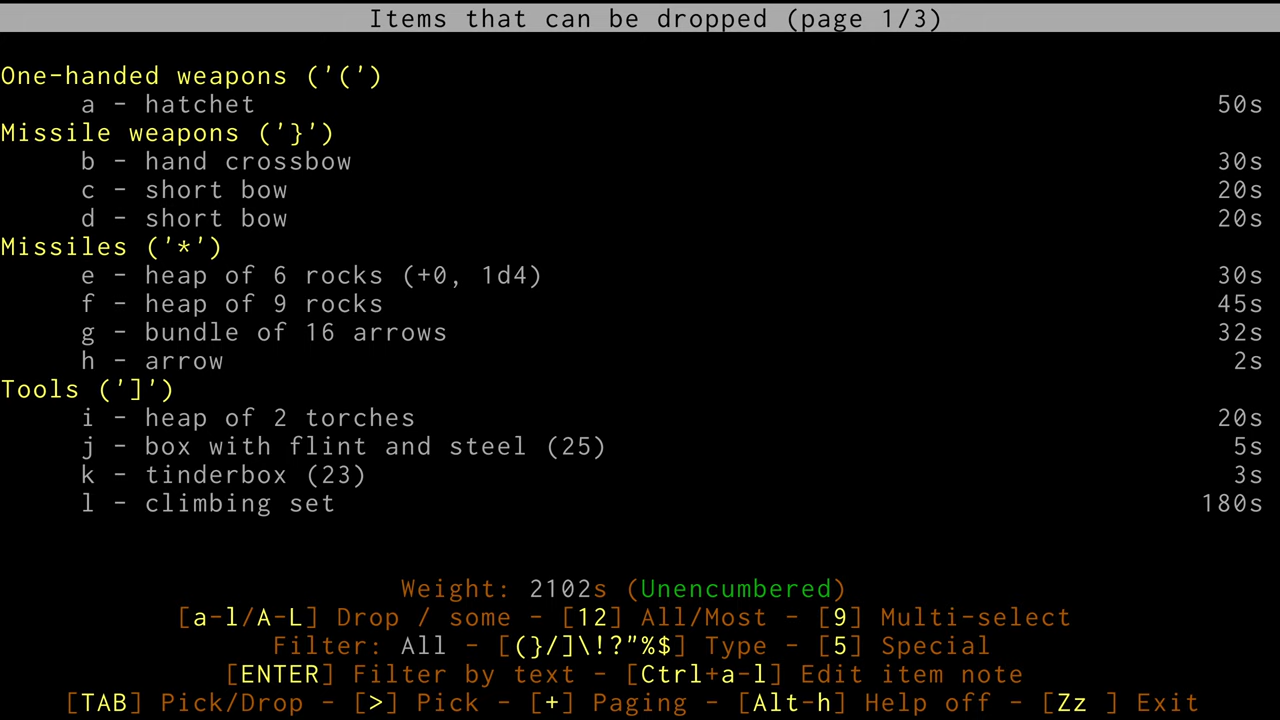 Items that can be dropped (page 1/3)
One-handed weapons ('(')
a - hatchet 50s
Missile weapons ('}')
b - hand crossbow 30s
c - short bow 20s
d - short bow 20s
Missiles ('*')
e - heap of 6 rocks (+0, 1d4) 30s
f - heap of 9 rocks 45s
g - bundle of 16 arrows 32s
h - arrow 2s
Tools (']')
i - heap of 2 torches 20s
j - box with flint and steel (25) 5s
k - tinderbox (23) 3s
l - climbing set 180s
Weight: 2102s (Unencumbered)
[a-l/A-L] Drop / some - [12] All/Most - [9] Multi-select
Filter: All - [(}/]\!?"%$] Type - [5] Special
[ENTER] Filter by text - [Ctrl+a-l] Edit item note
[TAB] Pick/Drop - [>] Pick - [+] Paging - [Alt-h] Help off - [Zz ] Exit